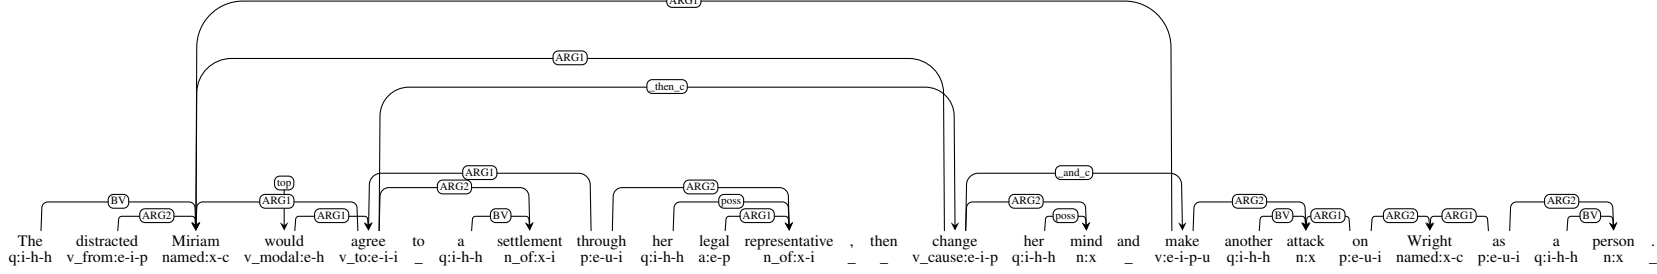 ARG1
ARG1
_then_c
ARG1 _and_c
top ARG2 ARG2
BV ARG1 poss ARG2 ARG2 ARG2
ARG2 ARG1 BV ARG1 poss BV ARG1 ARG2 ARG1 BV
The distracted Miriam would agree to a settlement through her legal representative , then change her mind and make another attack on Wright as a person .
q:i-h-h v_from:e-i-p named:x-c v_modal:e-h v_to:e-i-i _ q:i-h-h n_of:x-i p:e-u-i q:i-h-h a:e-p n_of:x-i _ _ v_cause:e-i-p q:i-h-h n:x _ v:e-i-p-u q:i-h-h n:x p:e-u-i named:x-c p:e-u-i q:i-h-h n:x _